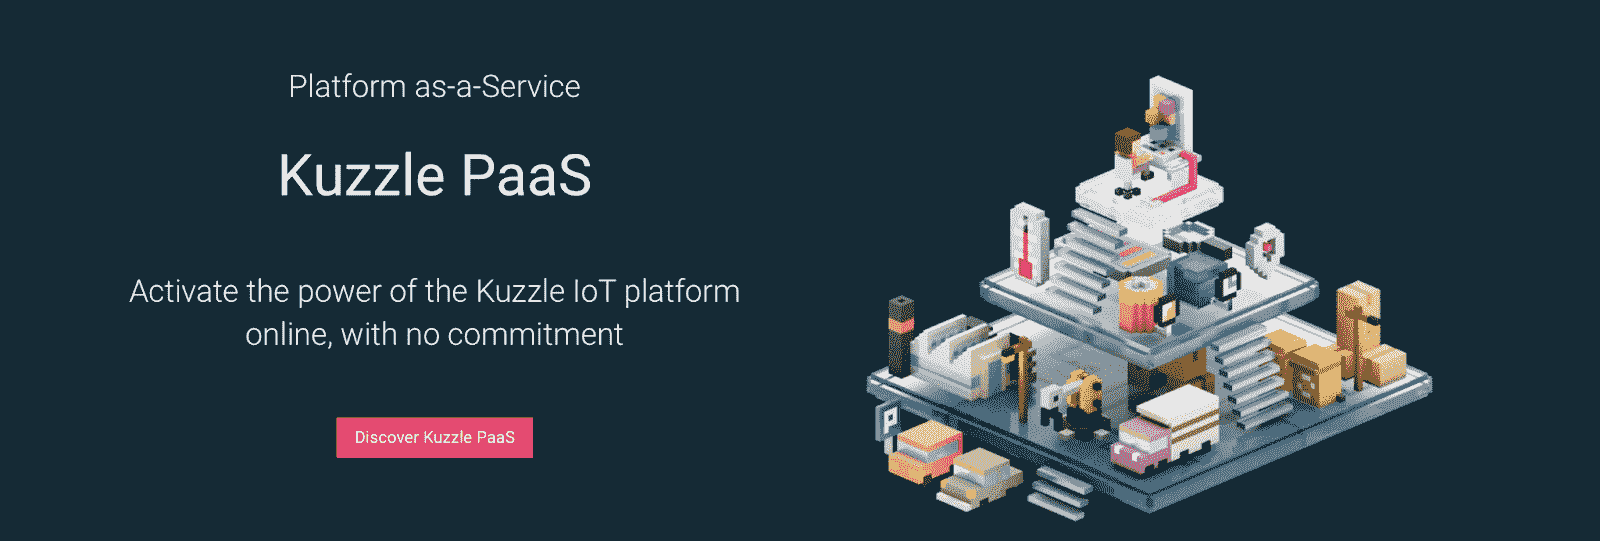 Platform as-a-Service
Kuzzle PaaS
Activate the power of the Kuzzle IoT platform
online, with no commitment
Discover Kuzzle PaaS
P